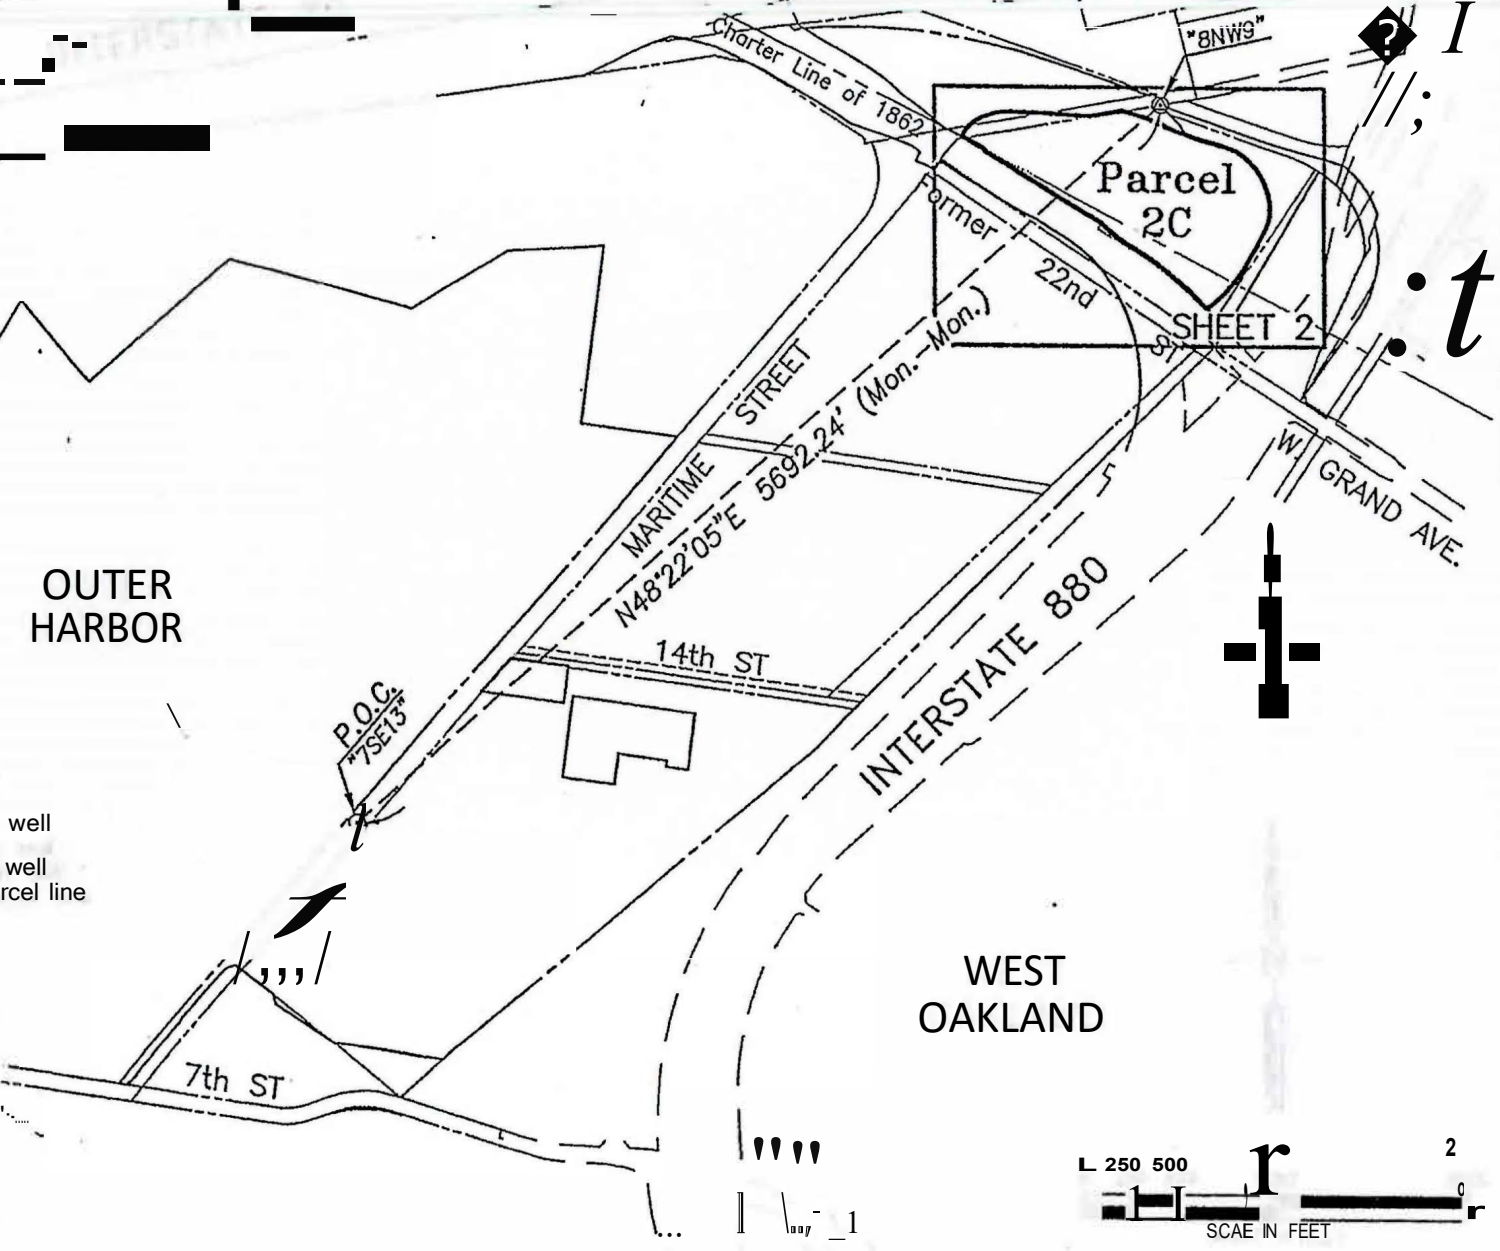 "8NW9"
Charter Line of 1862
Parcel
2C
Former 22nd St
SHEET 2
MARITIME STREET
N48°22'05"E 5692.24' (Mon.-Mon.)
W. GRAND AVE.
OUTER
HARBOR
14th ST
INTERSTATE 880
P.O.C.
"7SE13"
well
well
rcel line
WEST
OAKLAND
7th ST
250 500
2
SCAE IN FEET